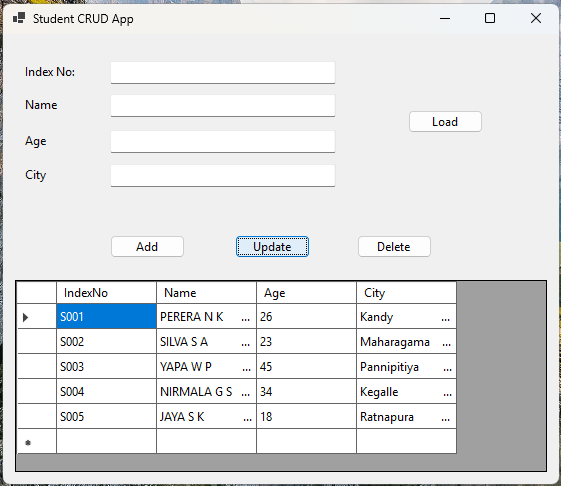 Student CRUD App
Index No:
Name
Load
Age
City
Add Update Delete
IndexNo Name Age City
S001 PERERA N K ... 26 Kandy ...
S002 SILVA S A ... 23 Maharagama ...
S003 YAPA W P ... 45 Pannipitiya ...
S004 NIRMALA G S ... 34 Kegalle ...
S005 JAYA S K ... 18 Ratnapura ...